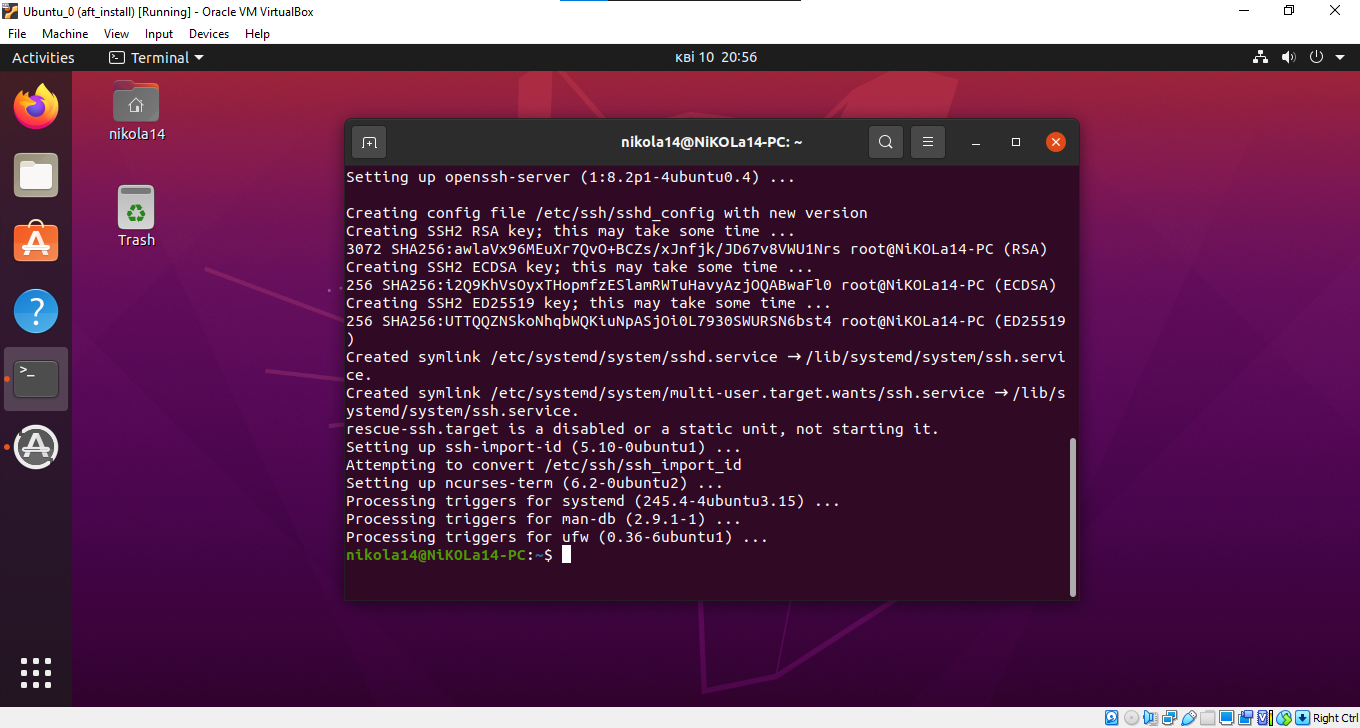 Ubuntu_0 (aft_install) [Running] - Oracle VM VirtualBox
File Machine View Input Devices Help
Activities Terminal кві 10 20:56
nikola14
Trash
nikola14@NiKOLa14-PC: ~
Setting up openssh-server (1:8.2p1-4ubuntu0.4) ...
Creating config file /etc/ssh/sshd_config with new version
Creating SSH2 RSA key; this may take some time ...
3072 SHA256:awlaVx96MEuXr7QvO+BCZs/xJnfjk/JD67v8VWU1Nrs root@NiKOLa14-PC (RSA)
Creating SSH2 ECDSA key; this may take some time ...
256 SHA256:i2Q9KhVsOyxTHopmfzESlamRWTuHavyAzjOQABwaFl0 root@NiKOLa14-PC (ECDSA)
Creating SSH2 ED25519 key; this may take some time ...
256 SHA256:UTTQQZNSkoNhqbWQKiuNpASjOi0L7930SWURSN6bst4 root@NiKOLa14-PC (ED25519
)
Created symlink /etc/systemd/system/sshd.service → /lib/systemd/system/ssh.servi
ce.
Created symlink /etc/systemd/system/multi-user.target.wants/ssh.service → /lib/s
ystemd/system/ssh.service.
rescue-ssh.target is a disabled or a static unit, not starting it.
Setting up ssh-import-id (5.10-0ubuntu1) ...
Attempting to convert /etc/ssh/ssh_import_id
Setting up ncurses-term (6.2-0ubuntu2) ...
Processing triggers for systemd (245.4-4ubuntu3.15) ...
Processing triggers for man-db (2.9.1-1) ...
Processing triggers for ufw (0.36-6ubuntu1) ...
nikola14@NiKOLa14-PC:~$
Right Ctrl